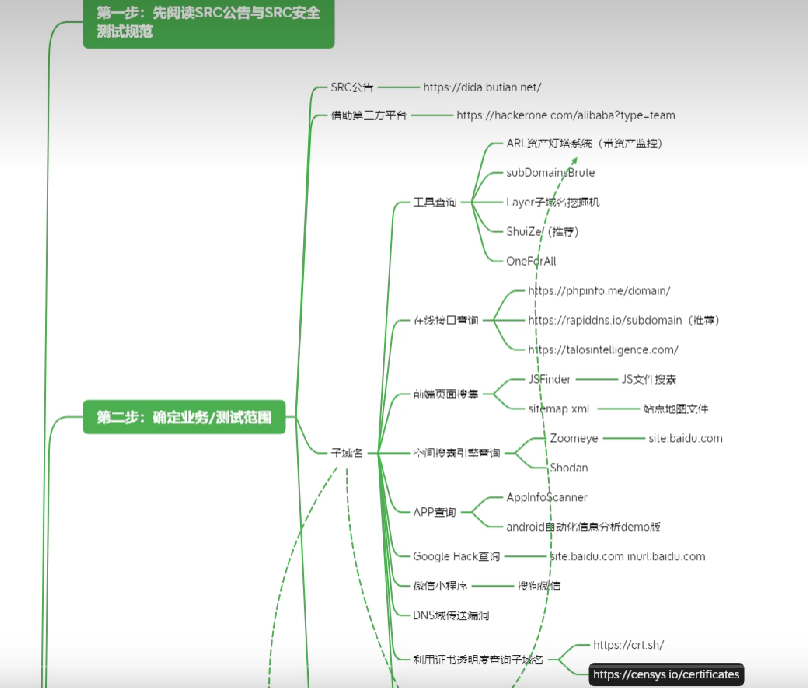 第一步：先阅读SRC公告与SRC安全
测试规范
SRC公告
https://dida.butian.net/
借助第三方平台
https://hackerone.com/alibaba?type=team
ARL资产灯塔系统（带资产监控）
subDomainsBrute
工具查询
Layer子域名挖掘机
ShuiZe（推荐）
OneForAll
https://phpinfo.me/domain/
在线接口查询
https://rapiddns.io/subdomain（推荐）
https://talosintelligence.com/
JSFinder
JS文件搜索
前端页面搜集
sitemap.xml
站点地图文件
第二步：确定业务/测试范围
Zoomeye
site:baidu.com
子域名
空间搜索引擎查询
Shodan
AppInfoScanner
APP查询
android自动化信息分析demo版
Google Hack查询
site:baidu.com inurl:baidu.com
微信小程序
搜狗微信
DNS域传送漏洞
https://crt.sh/
利用证书透明度查询子域名
https://censys.io/certificates